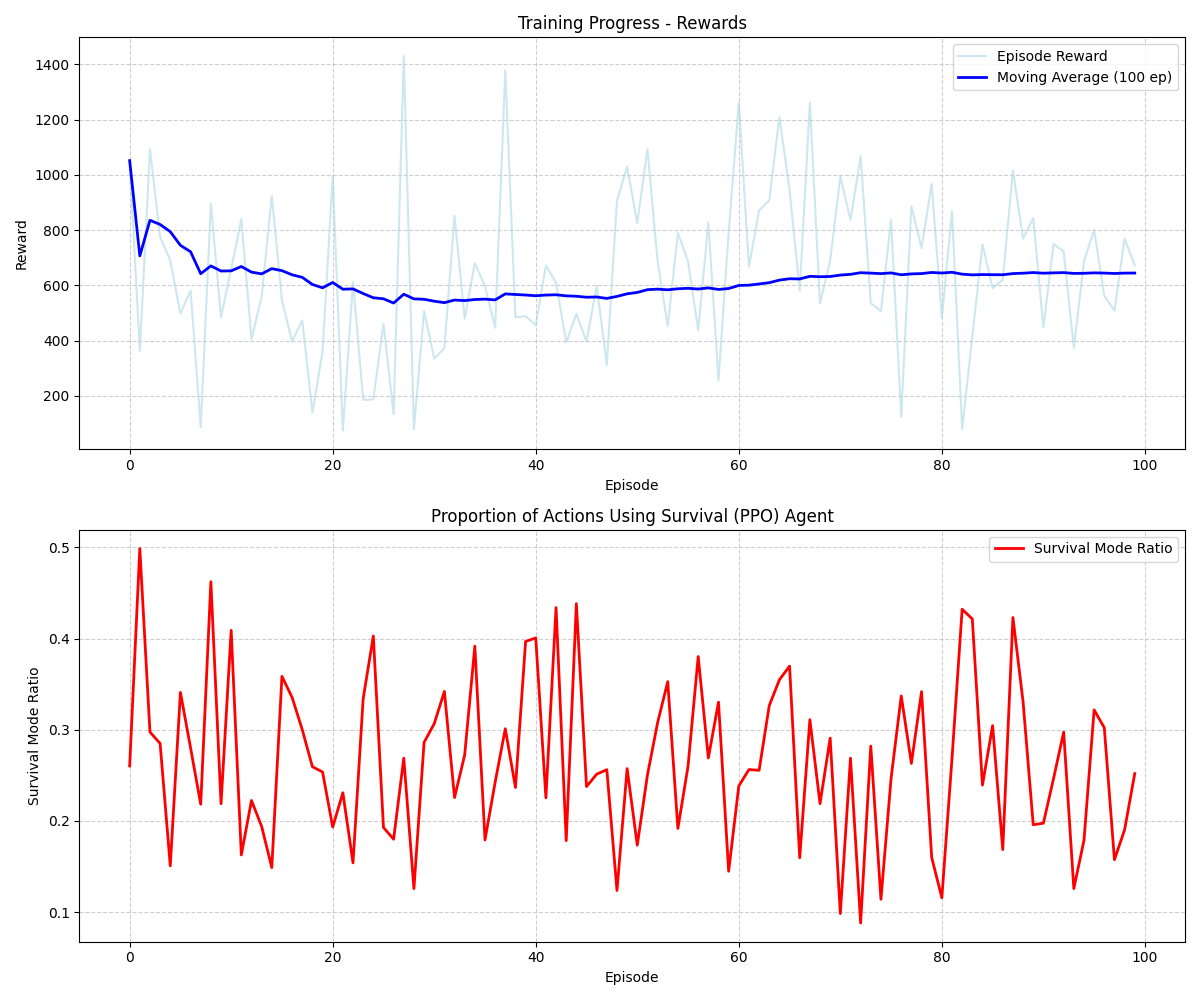 Training Progress - Rewards
Reward
1400
1200
1000
800
600
400
200
Episode Reward
Moving Average (100 ep)
0 20 40 60 80 100
Episode
Proportion of Actions Using Survival (PPO) Agent
Survival Mode Ratio
0.5
0.4
0.3
0.2
0.1
Survival Mode Ratio
0 20 40 60 80 100
Episode